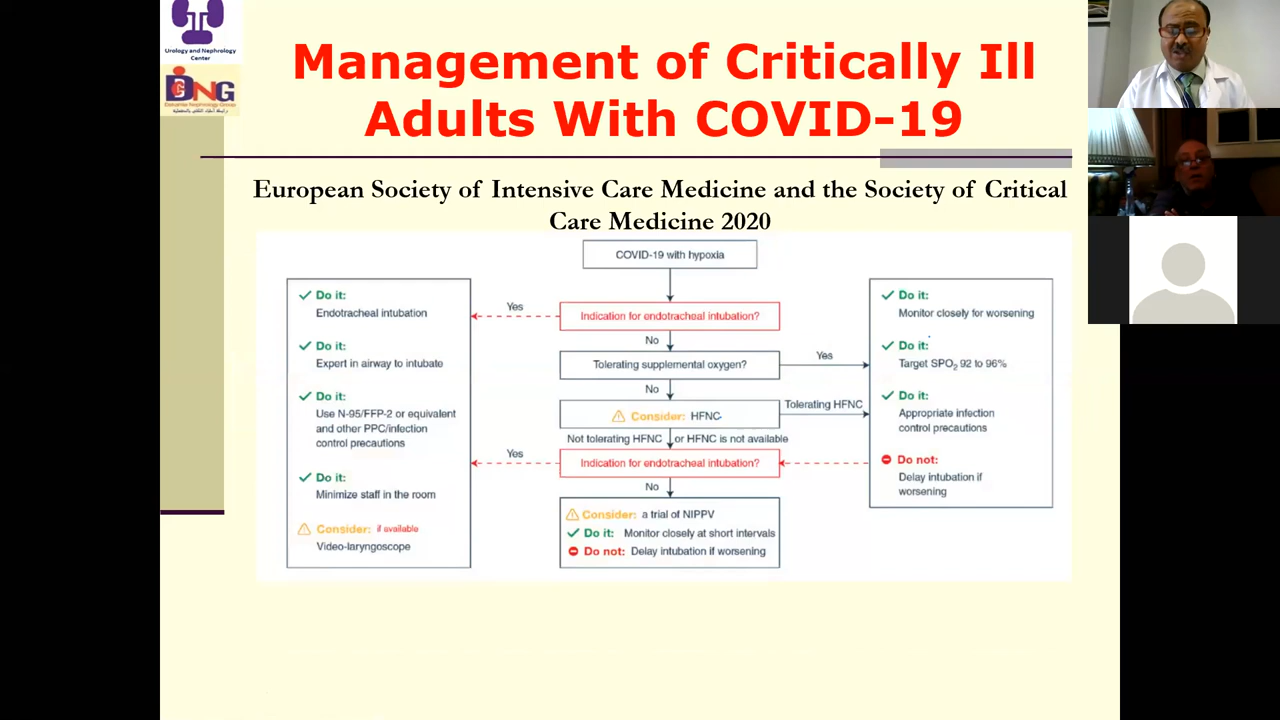 Urology and Nephrology
Center
DNG
Dakahlia Nephrology Group
Management of Critically Ill
Adults With COVID-19
European Society of Intensive Care Medicine and the Society of Critical
Care Medicine 2020
COVID-19 with hypoxia
Indication for endotracheal intubation?
Yes
No
Tolerating supplemental oxygen?
Yes
No
Consider: HFNC
Tolerating HFNC
Not tolerating HFNC or HFNC is not available
Indication for endotracheal intubation?
Yes
No
Consider: a trial of NIPPV
Do it: Monitor closely at short intervals
Do not: Delay intubation if worsening
Do it:
Endotracheal intubation
Do it:
Expert in airway to intubate
Do it:
Use N-95/FFP-2 or equivalent
and other PPC/infection
control precautions
Do it:
Minimize staff in the room
Consider: if available
Video-laryngoscope
Do it:
Monitor closely for worsening
Do it:
Target SPO₂ 92 to 96%
Do it:
Appropriate infection
control precautions
Do not:
Delay intubation if
worsening